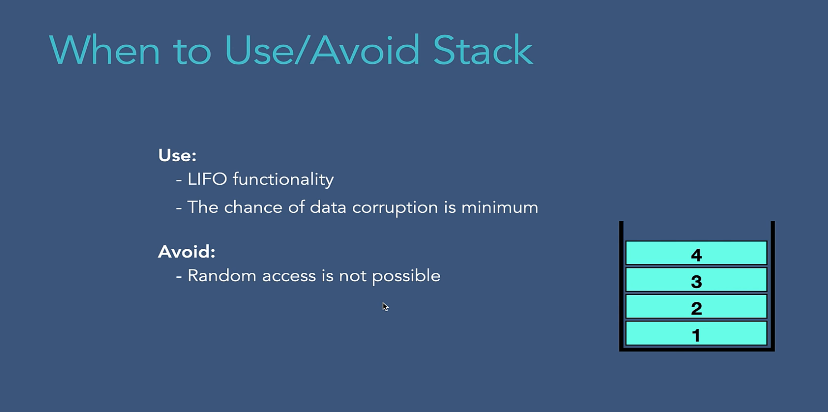 When to Use/Avoid Stack
Use:
- LIFO functionality
- The chance of data corruption is minimum
Avoid:
- Random access is not possible
4
3
2
1